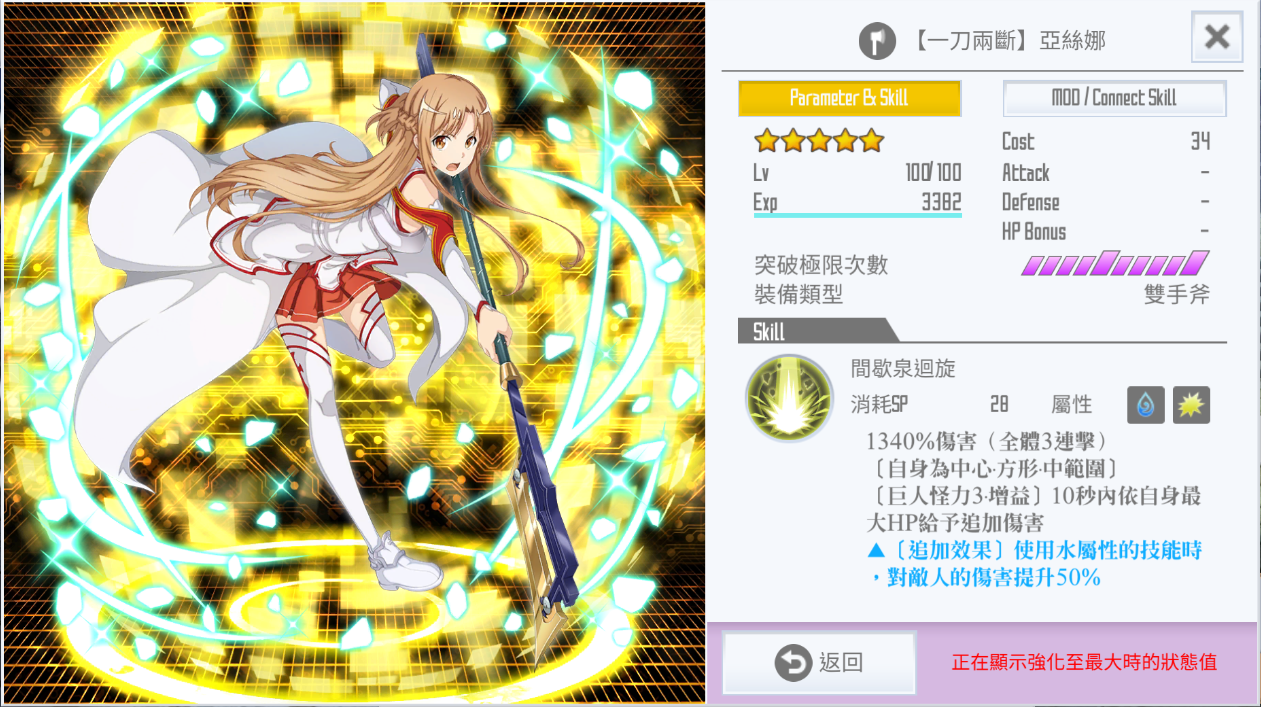 【一刀兩斷】亞絲娜
Parameter & Skill
MOD / Connect Skill
Lv 100/100
Exp 3382
Cost 34
Attack -
Defense -
HP Bonus -
突破極限次數
裝備類型 雙手斧
Skill
間歇泉迴旋
消耗SP 28 屬性
1340%傷害（全體3連擊）
〔自身為中心·方形·中範圍〕
〔巨人怪力3·增益〕10秒內依自身最
大HP給予追加傷害
▲〔追加效果〕使用水屬性的技能時
，對敵人的傷害提升50%
返回
正在顯示強化至最大時的狀態值